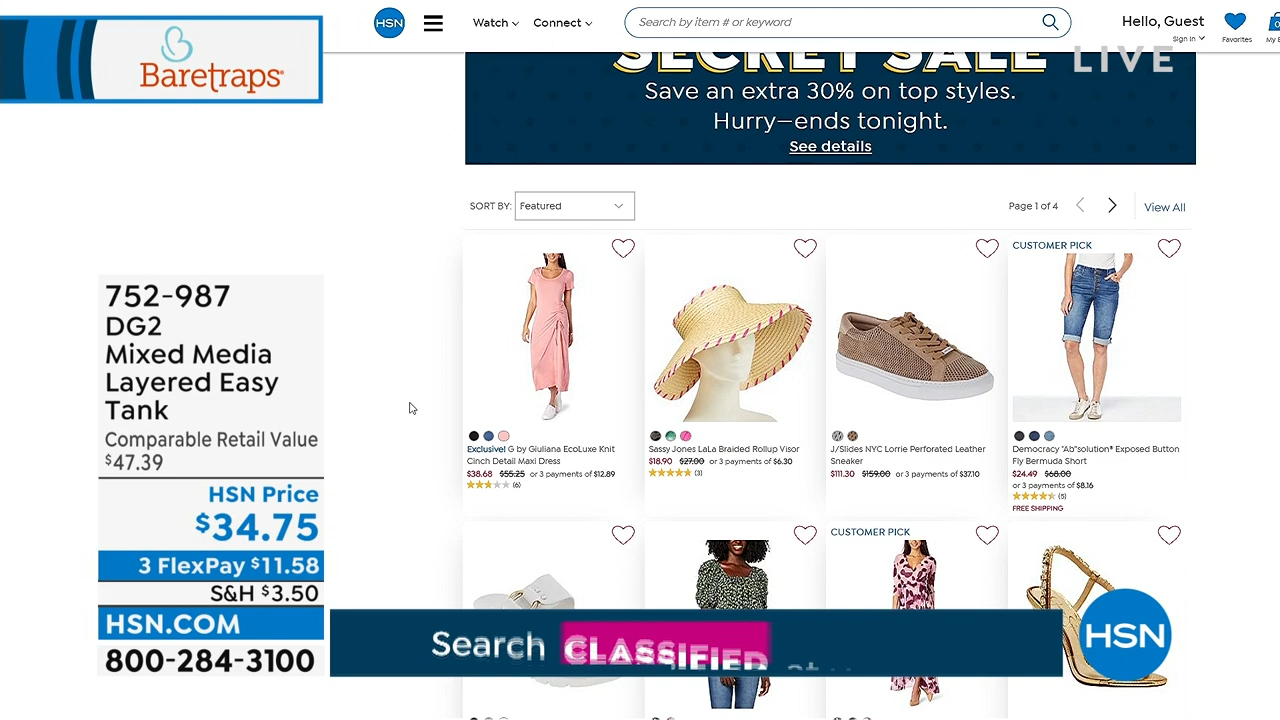 Baretraps
HSN
Watch
Connect
Search by item # or keyword
Hello, Guest
Sign In
Favorites
SECRET SALE
LIVE
Save an extra 30% on top styles.
Hurry—ends tonight.
See details
SORT BY: Featured
Page 1 of 4
View All
752-987
DG2
Mixed Media
Layered Easy
Tank
Comparable Retail Value
$47.39
HSN Price
$34.75
3 FlexPay $11.58
S&H $3.50
HSN.COM
800-284-3100
Exclusive! G by Giuliana EcoLuxe Knit
Cinch Detail Maxi Dress
$38.68 $55.25 or 3 payments of $12.89
(6)
Sassy Jones LaLa Braided Rollup Visor
$18.90 $27.00 or 3 payments of $6.30
(3)
J/Slides NYC Lorrie Perforated Leather
Sneaker
$111.30 $159.00 or 3 payments of $37.10
CUSTOMER PICK
Democracy "Ab"solution® Exposed Button
Fly Bermuda Short
$24.49 $68.00
or 3 payments of $8.16
(5)
FREE SHIPPING
CUSTOMER PICK
Search CLASSIFIED
HSN